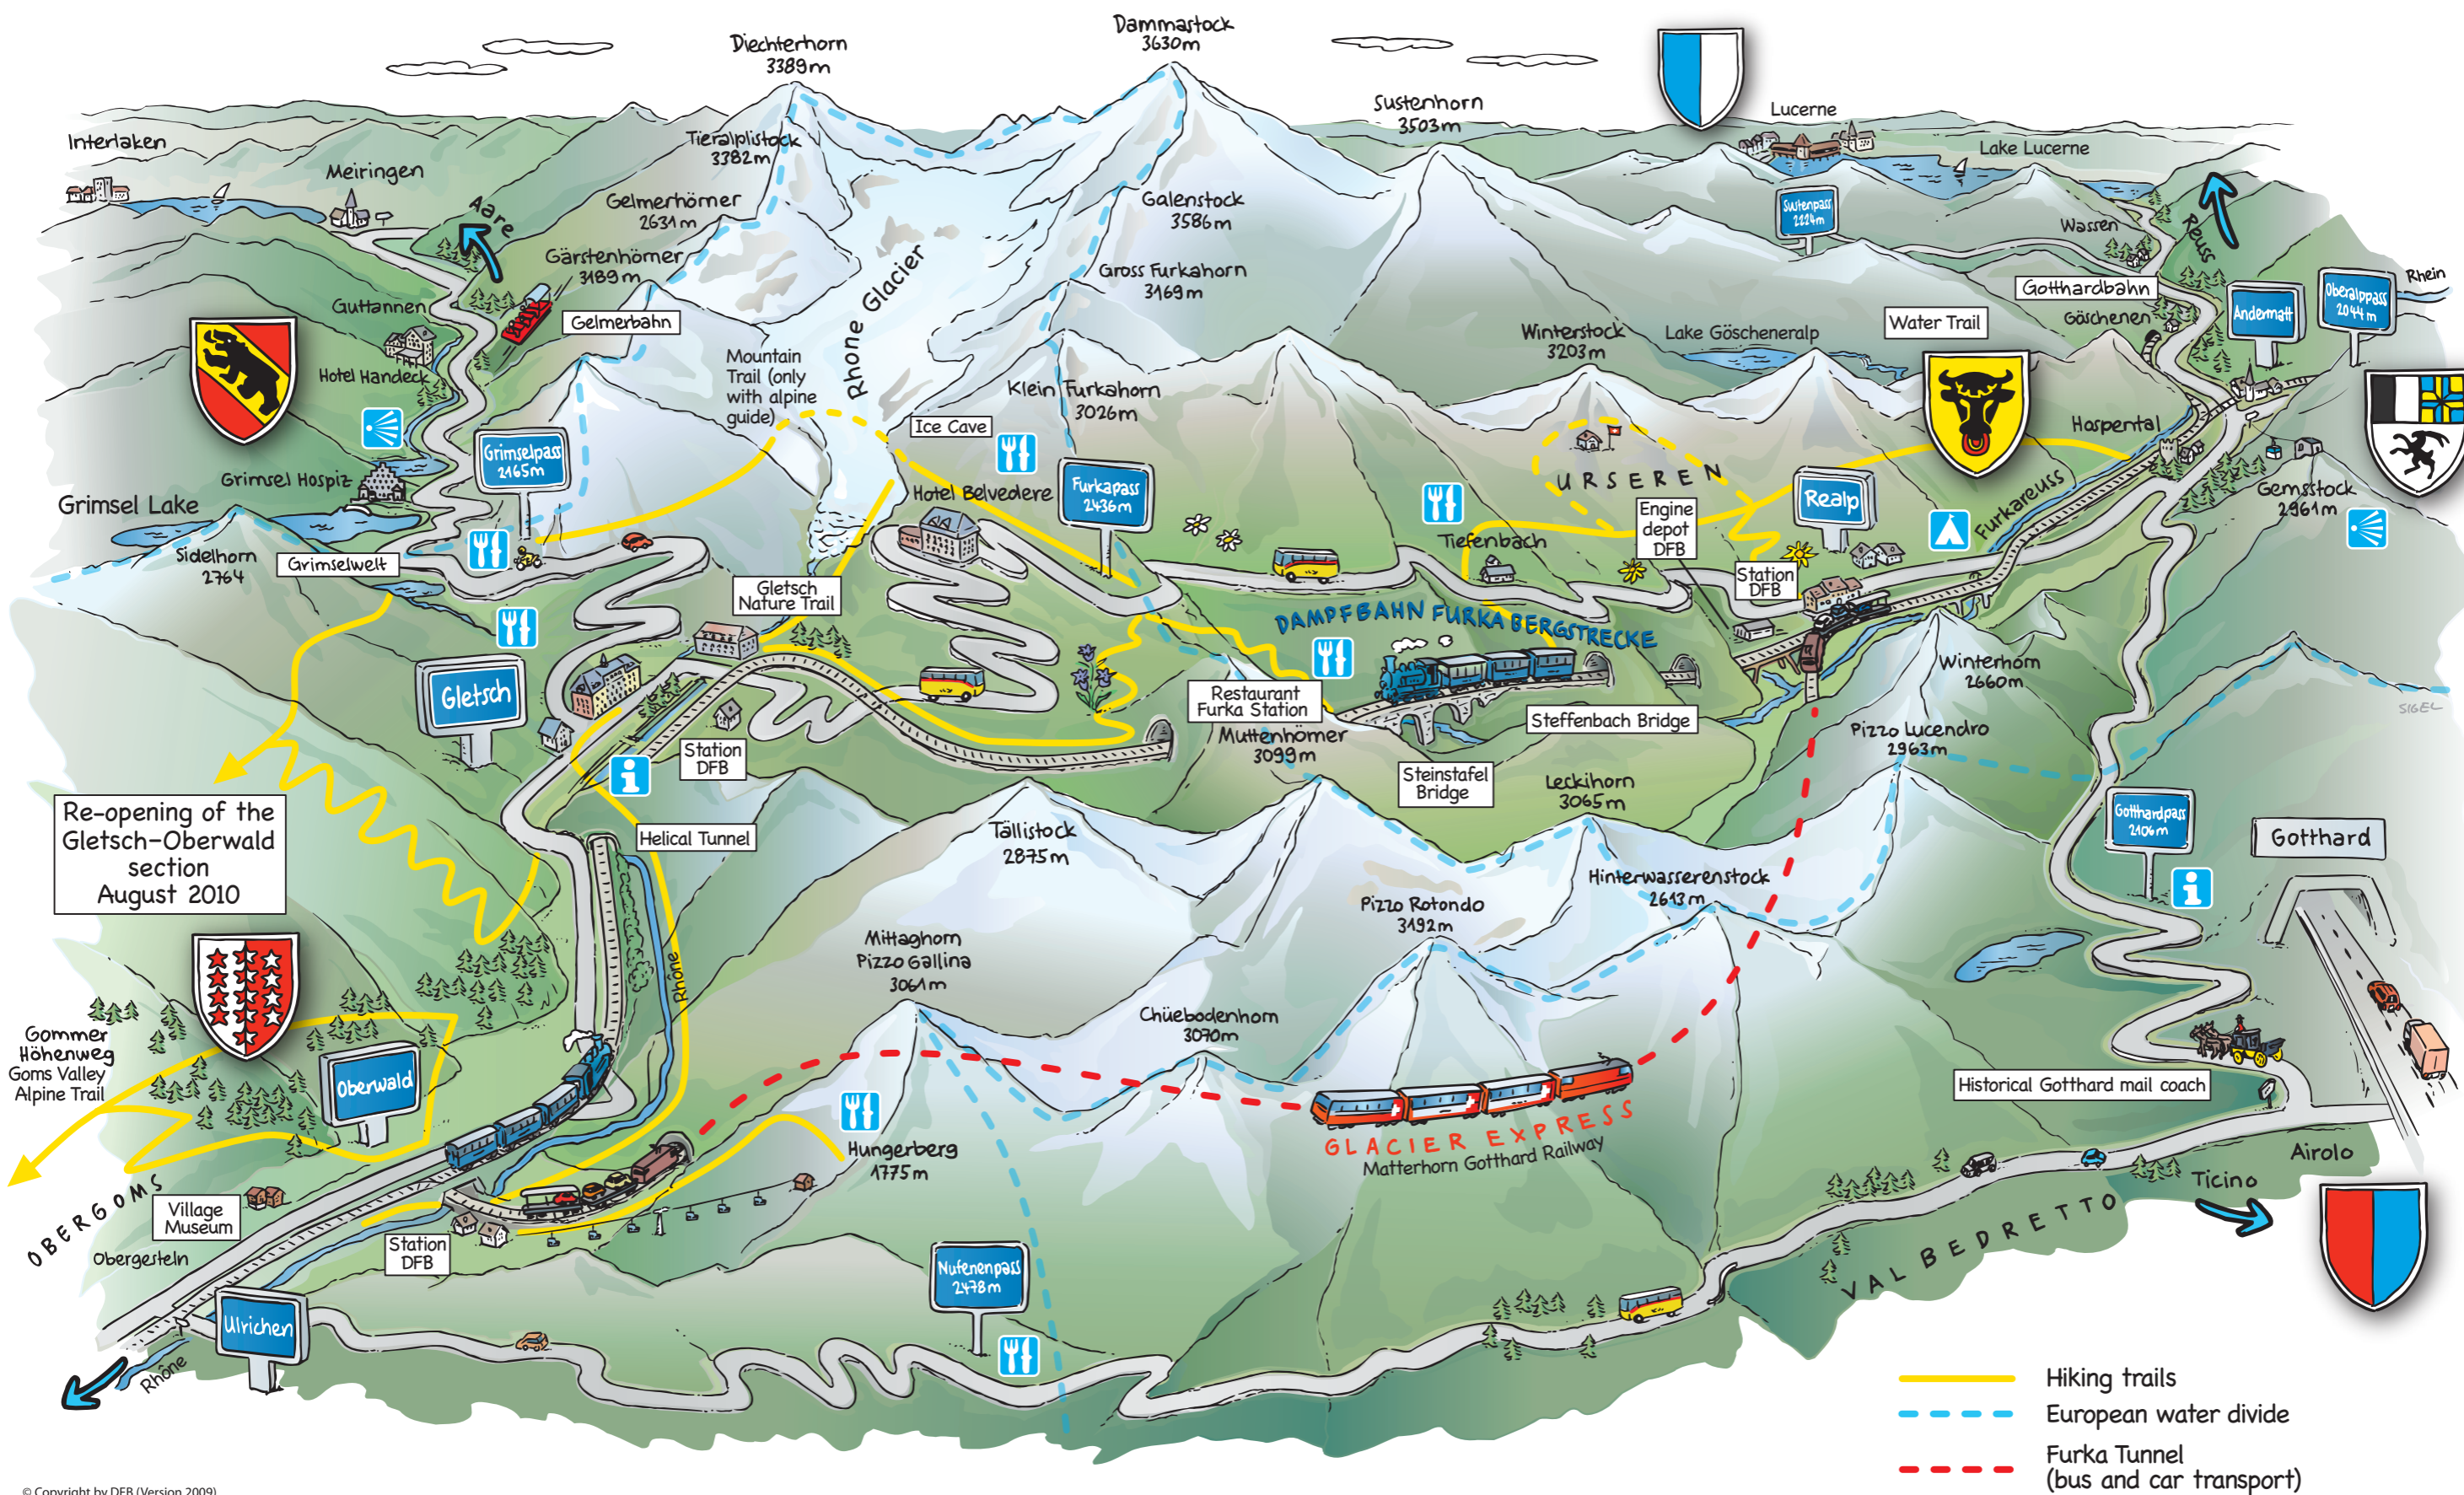 Dammastock
3630m
Diechterhorn
3389m
Sustenhorn
3503m
Lucerne
Lake Lucerne
Interlaken
Meiringen
Tieralplistock
3382m
Aare
Gelmerhörner
2631m
Galenstock
3586m
Sustenpass
2224m
Wassen
Reuss
Gärstenhörner
3189m
Gross Furkahorn
3169m
Rhein
Gotthardbahn
Oberalppass
2044m
Andermatt
Göschenen
Guttannen
Gelmerbahn
Rhone Glacier
Winterstock
3203m
Lake Göscheneralp
Water Trail
Hotel Handeck
Mountain
Trail (only
with alpine
guide)
Klein Furkahorn
3026m
Ice Cave
Hospental
Grimselpass
2165m
Grimsel Hospiz
Grimsel Lake
Hotel Belvedere
Furkapass
2436m
URSEREN
Realp
Furkareuss
Gemsstock
2961m
Engine
depot
DFB
Tiefenbach
Sidelhorn
2764
Grimselwelt
Gletsch
Nature Trail
Station
DFB
DAMPFBAHN FURKA BERGSTRECKE
Winterhorn
2660m
Gletsch
Restaurant
Furka Station
Steffenbach Bridge
SIGEL
Muttenhörner
3099m
Pizzo Lucendro
2963m
Station
DFB
Steinstafel
Bridge
Leckihorn
3065m
Re-opening of the
Gletsch-Oberwald
section
August 2010
Helical Tunnel
Tällistock
2875m
Gotthardpass
2106m
Gotthard
Hinterwasserenstock
2613m
Pizzo Rotondo
3192m
Mittaghorn
Pizzo Gallina
3061m
Rhône
Chüebodenhorn
3070m
Gommer
Höhenweg
Goms Valley
Alpine Trail
Oberwald
Historical Gotthard mail coach
GLACIER EXPRESS
Matterhorn Gotthard Railway
Hungerberg
1775m
Airolo
Ticino
OBERGOMS
Village
Museum
Obergesteln
Station
DFB
VAL BEDRETTO
Nufenenpass
2478m
Ulrichen
Rhône
Hiking trails
European water divide
Furka Tunnel
(bus and car transport)
© Copyright by DFB (Version 2009)